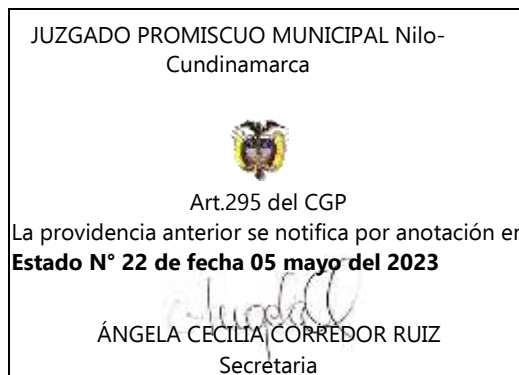 JUZGADO PROMISCUO MUNICIPAL Nilo-
Cundinamarca
Art.295 del CGP
La providencia anterior se notifica por anotación en
Estado N° 22 de fecha 05 mayo del 2023
ÁNGELA CECILIA CORREDOR RUIZ
Secretaria